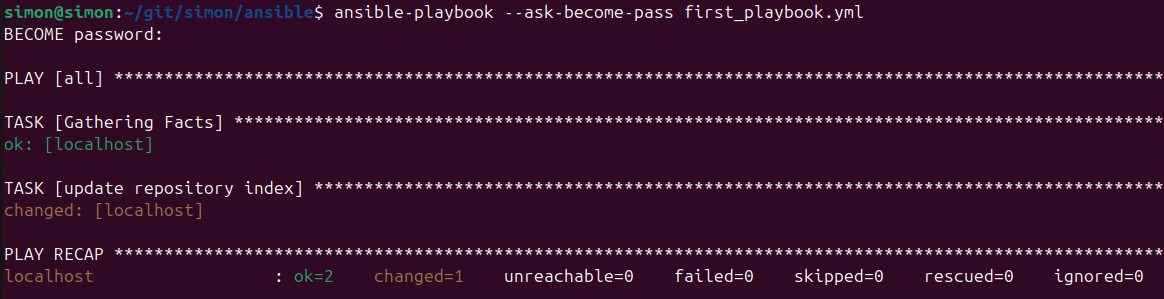 simon@simon:~/git/simon/ansible$ ansible-playbook --ask-become-pass first_playbook.yml
BECOME password:
PLAY [all] *********************************************************************************************************
TASK [Gathering Facts] *********************************************************************************************
ok: [localhost]
TASK [update repository index] *************************************************************************************
changed: [localhost]
PLAY RECAP *********************************************************************************************************
localhost                  : ok=2    changed=1    unreachable=0    failed=0    skipped=0    rescued=0    ignored=0